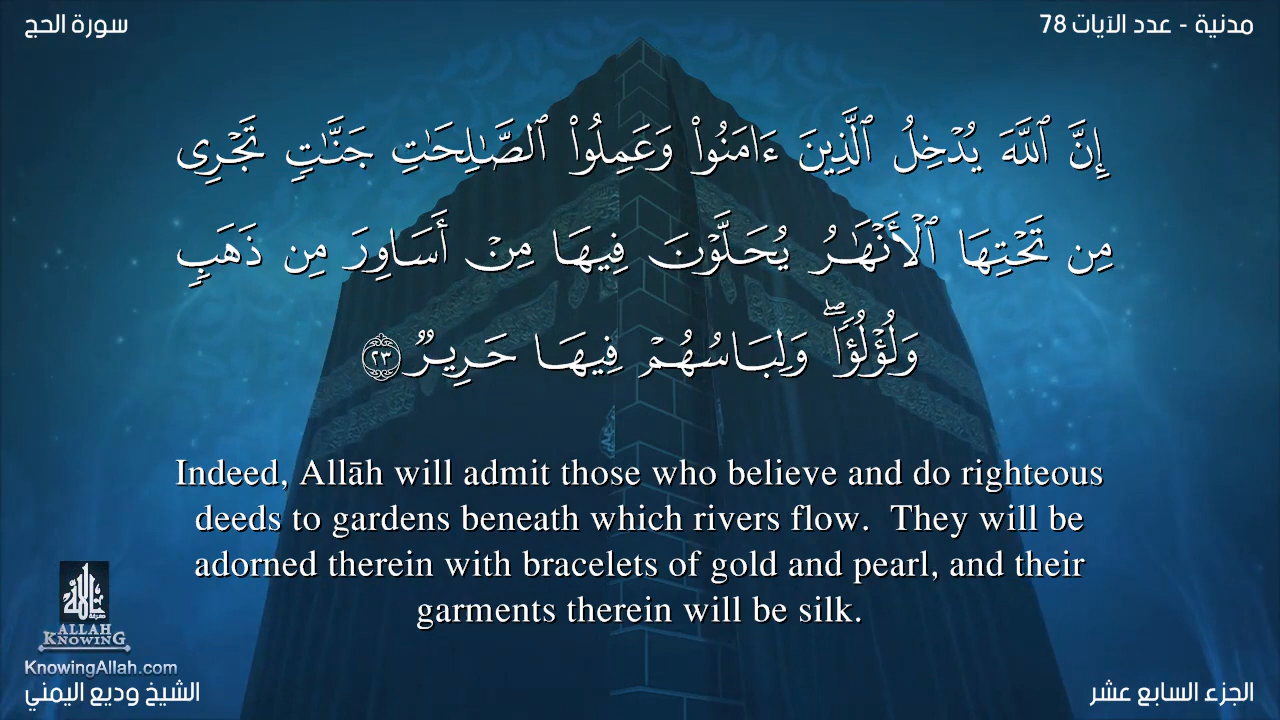 سورة الحج
مدنية - عدد الآيات 78
إِنَّ ٱللَّهَ يُدْخِلُ ٱلَّذِينَ ءَامَنُوا۟ وَعَمِلُوا۟ ٱلصَّـٰلِحَـٰتِ جَنَّـٰتٍ تَجْرِى
مِن تَحْتِهَا ٱلْأَنْهَـٰرُ يُحَلَّوْنَ فِيهَا مِنْ أَسَاوِرَ مِن ذَهَبٍ
وَلُؤْلُؤًا ۖ وَلِبَاسُهُمْ فِيهَا حَرِيرٌ ٢٣
Indeed, Allāh will admit those who believe and do righteous
deeds to gardens beneath which rivers flow. They will be
adorned therein with bracelets of gold and pearl, and their
garments therein will be silk.
معرفة الله
ALLAH
KNOWING
KnowingAllah.com
الشيخ وديع اليمني
الجزء السابع عشر